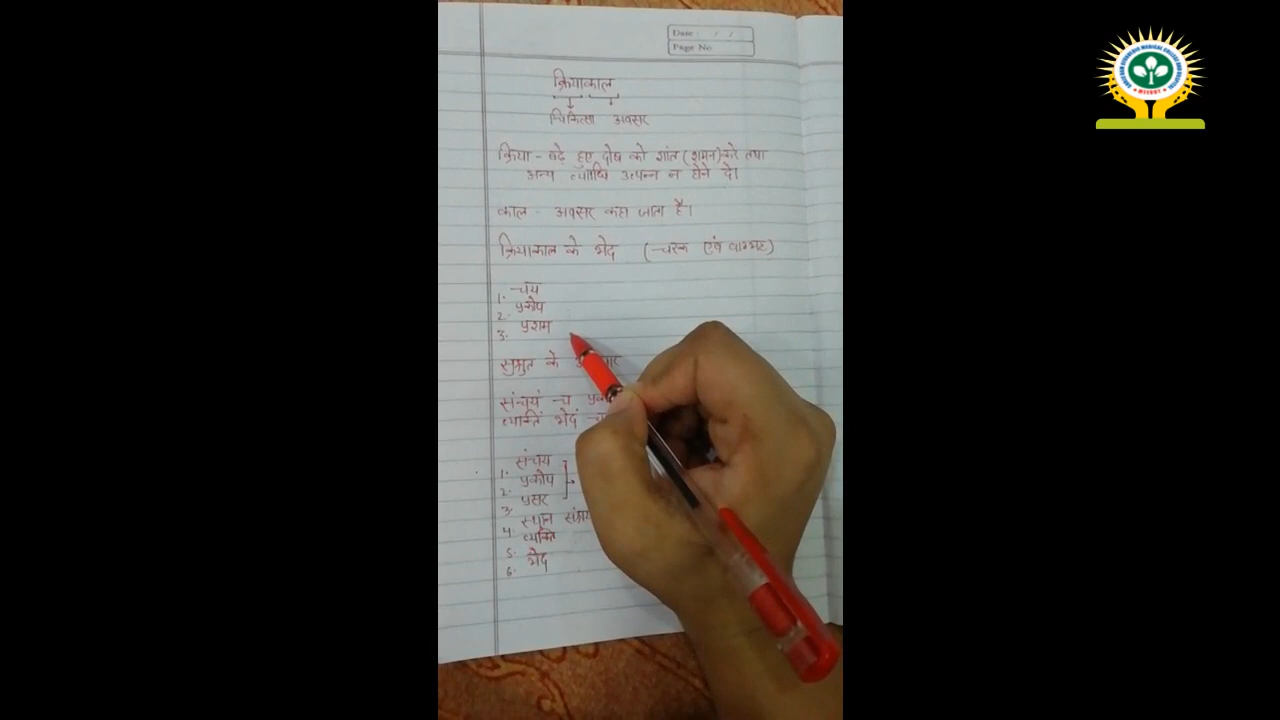 Date / /
Page No
क्रियाकाल
चिकित्सा अवसर
क्रिया - बढ़े हुए दोष को शांत (शमन) करे तथा
अन्य व्याधि उत्पन्न न होने दे।
काल - अवसर कहा जाता है।
क्रियाकाल के भेद (चरक एवं वाग्भट्ट)
1. चय
2. प्रकोप
3. प्रशम
सुश्रुत के
संचयं च
व्यक्तिं भेदं
1. संचय
2. प्रकोप
3. प्रसर
4. स्थान संश्रय
5. व्यक्ति
6. भेद